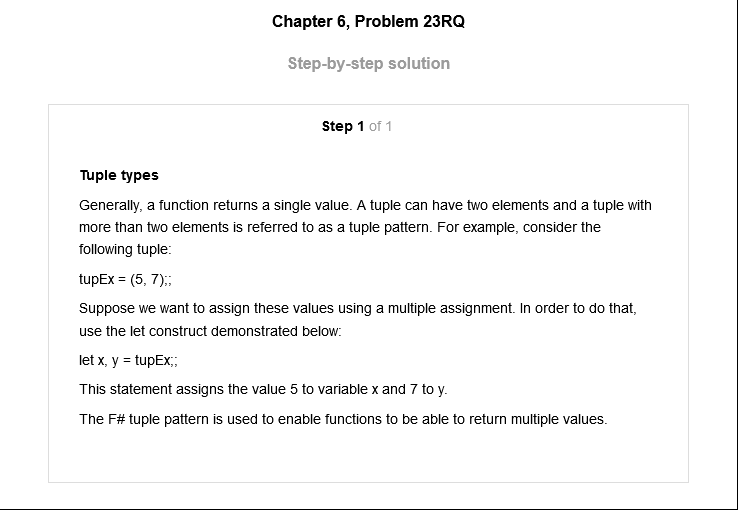 Chapter 6, Problem 23RQ
Step-by-step solution
Step 1 of 1
Tuple types
Generally, a function returns a single value. A tuple can have two elements and a tuple with
more than two elements is referred to as a tuple pattern. For example, consider the
following tuple:
tupEx = (5, 7);;
Suppose we want to assign these values using a multiple assignment. In order to do that,
use the let construct demonstrated below:
let x, y = tupEx;;
This statement assigns the value 5 to variable x and 7 to y.
The F# tuple pattern is used to enable functions to be able to return multiple values.